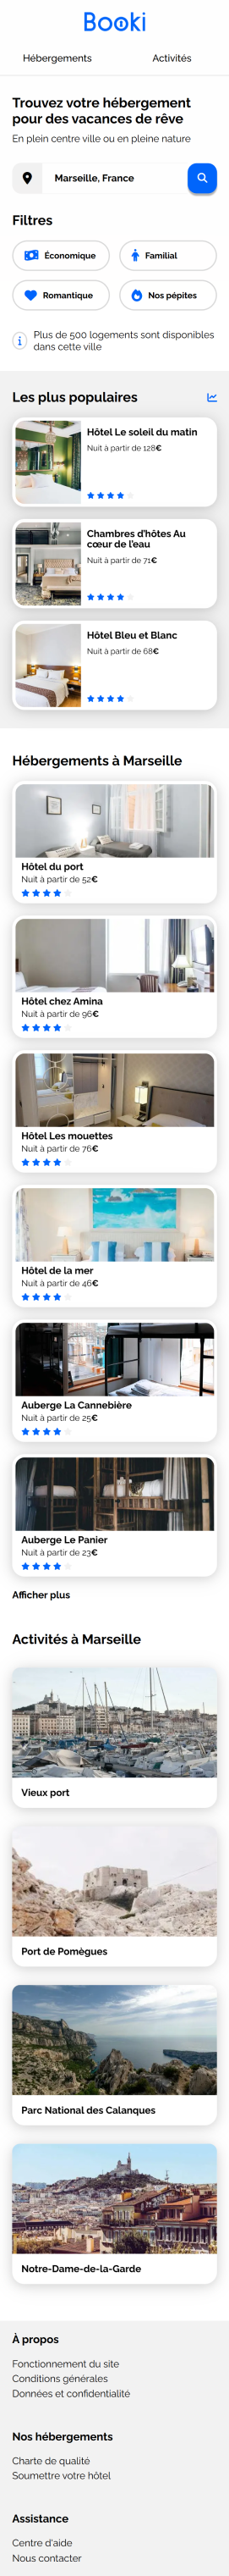 Booki
Hébergements
Activités
Trouvez votre hébergement
pour des vacances de rêve
En plein centre ville ou en pleine nature
Marseille, France
Filtres
Économique
Familial
Romantique
Nos pépites
Plus de 500 logements sont disponibles
dans cette ville
Les plus populaires
Hôtel Le soleil du matin
Nuit à partir de 128€
Chambres d'hôtes Au
cœur de l'eau
Nuit à partir de 71€
Hôtel Bleu et Blanc
Nuit à partir de 68€
Hébergements à Marseille
Hôtel du port
Nuit à partir de 52€
Hôtel chez Amina
Nuit à partir de 96€
Hôtel Les mouettes
Nuit à partir de 76€
Hôtel de la mer
Nuit à partir de 46€
Auberge La Cannebière
Nuit à partir de 25€
Auberge Le Panier
Nuit à partir de 23€
Afficher plus
Activités à Marseille
Vieux port
Port de Pomègues
Parc National des Calanques
Notre-Dame-de-la-Garde
À propos
Fonctionnement du site
Conditions générales
Données et confidentialité
Nos hébergements
Charte de qualité
Soumettre votre hôtel
Assistance
Centre d'aide
Nous contacter